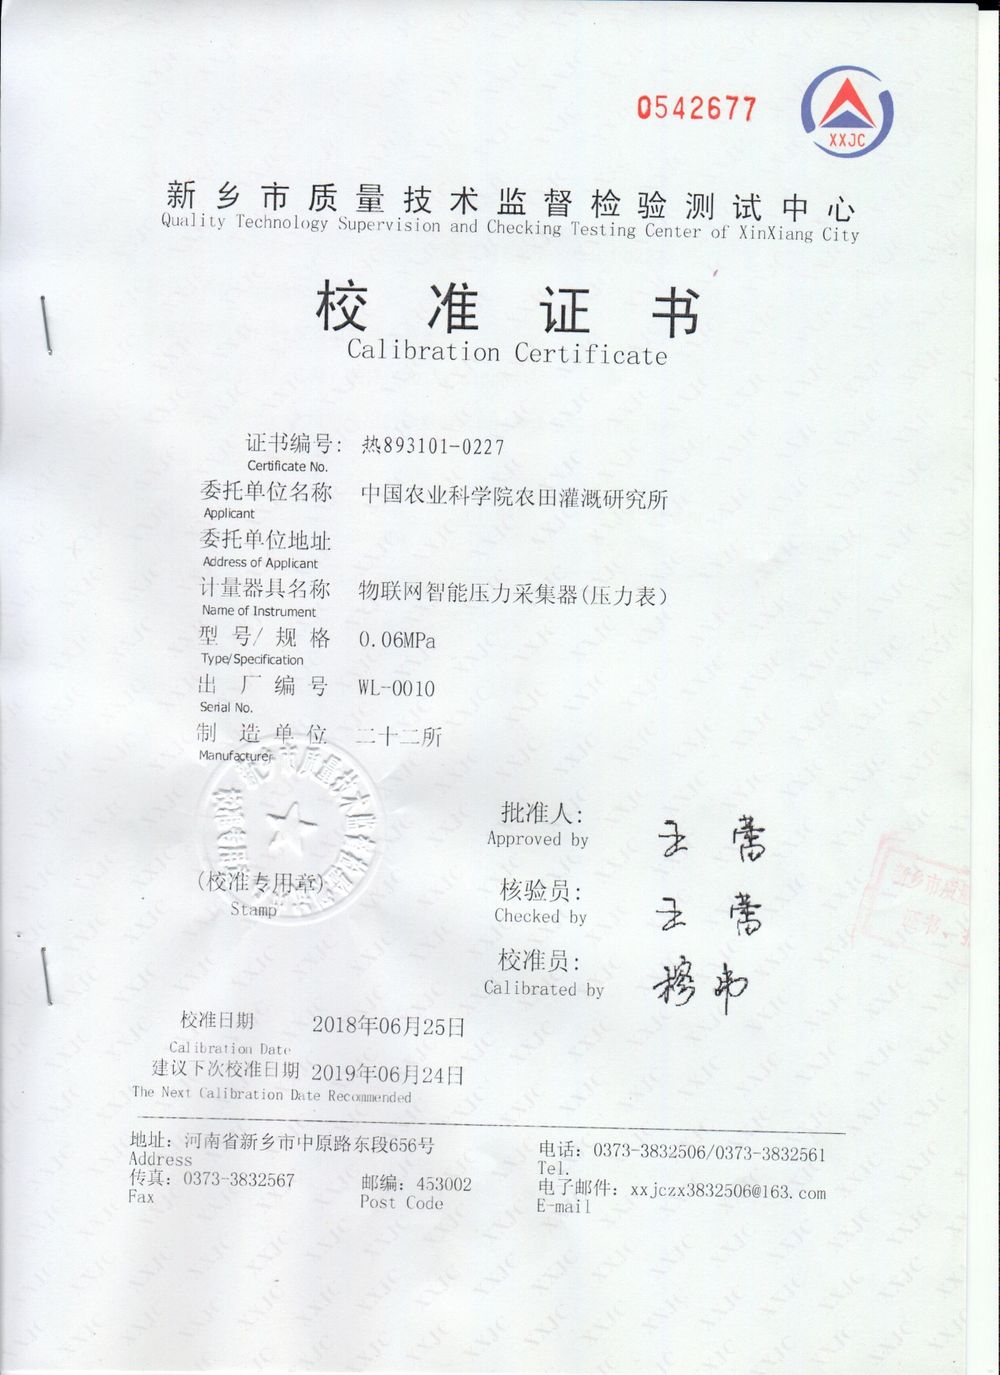 0542677
XXJC
新乡市质量技术监督检验测试中心
Quality Technology Supervision and Checking Testing Center of XinXiang City
校准证书
Calibration Certificate
证书编号: 热893101-0227
Certificate No.
委托单位名称 中国农业科学院农田灌溉研究所
Applicant
委托单位地址
Address of Applicant
计量器具名称 物联网智能压力采集器(压力表)
Name of Instrument
型号/规格 0.06MPa
Type/Specification
出厂编号 WL-0010
Serial No.
制造单位 二十二所
Manufacturer
批准人: 王蕾
Approved by
(校准专用章)
Stamp
核验员: 王蕾
Checked by
校准员:
Calibrated by
校准日期 2018年06月25日
Calibration Date
建议下次校准日期 2019年06月24日
The Next Calibration Date Recommended
地址: 河南省新乡市中原路东段656号 电话: 0373-3832506/0373-3832561
Address Tel.
传真: 0373-3832567 邮编: 453002 电子邮件: xxjczx3832506@163.com
Fax Post Code E-mail